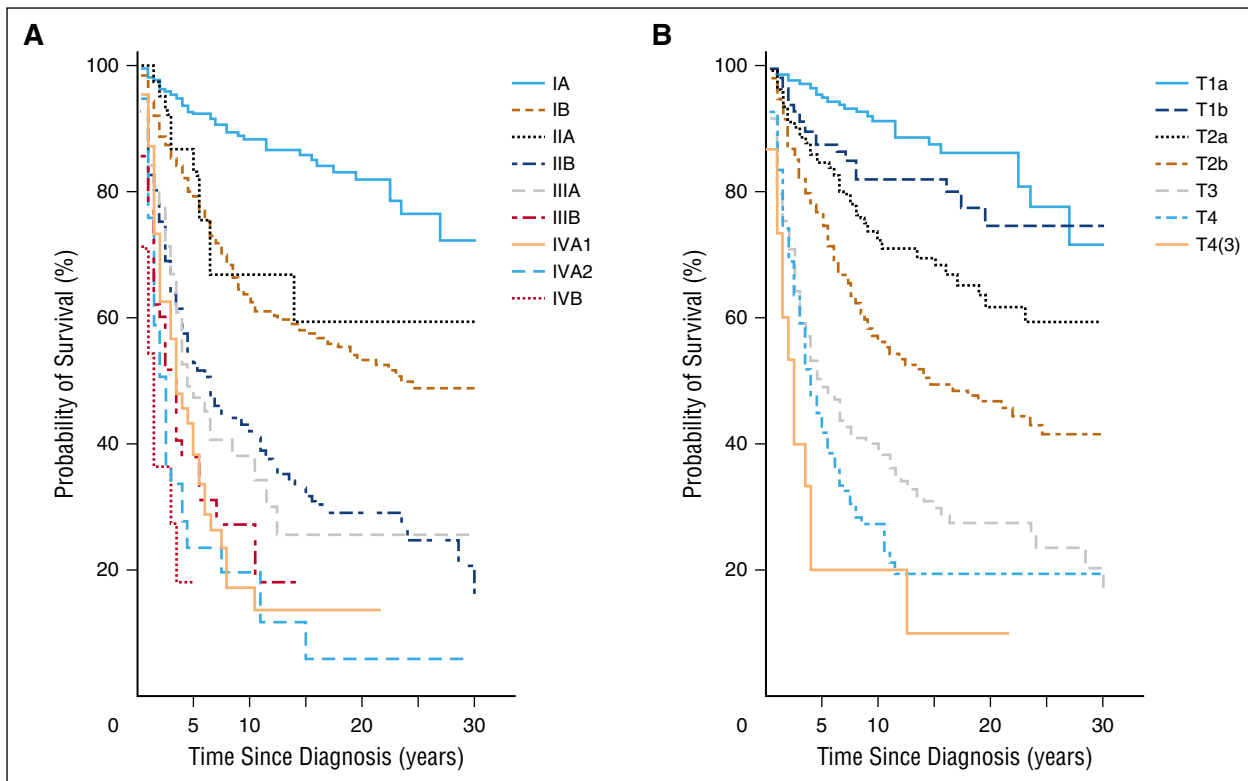 A
Probability of Survival (%)
100
80
60
40
20
0
5
10
20
30
Time Since Diagnosis (years)
IA
IB
IIA
IIB
IIIA
IIIB
IVA1
IVA2
IVB
B
Probability of Survival (%)
100
80
60
40
20
0
5
10
20
30
Time Since Diagnosis (years)
T1a
T1b
T2a
T2b
T3
T4
T4(3)